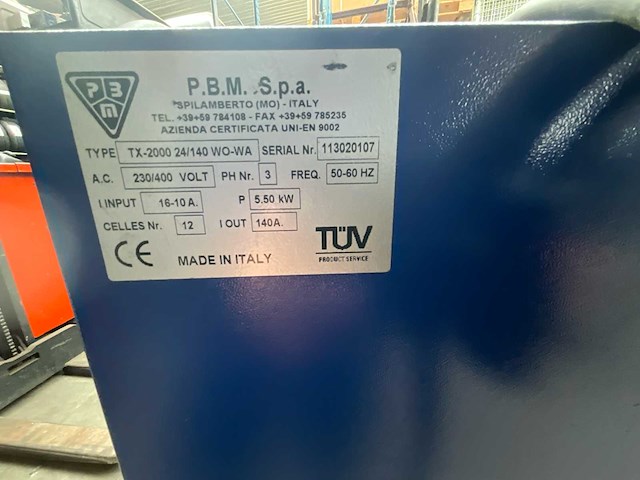 PBM
P.B.M. S.p.a.
SPILAMBERTO (MO) - ITALY
TEL. +39+59 784108 - FAX +39+59 785235
AZIENDA CERTIFICATA UNI-EN 9002
TYPE TX-2000 24/140 WO-WA SERIAL Nr. 113020107
A.C. 230/400 VOLT PH Nr. 3 FREQ. 50-60 HZ
I INPUT 16-10 A. P 5.50 kW
CELLES Nr. 12 I OUT 140A.
CE MADE IN ITALY TÜV
PRODUCT SERVICE